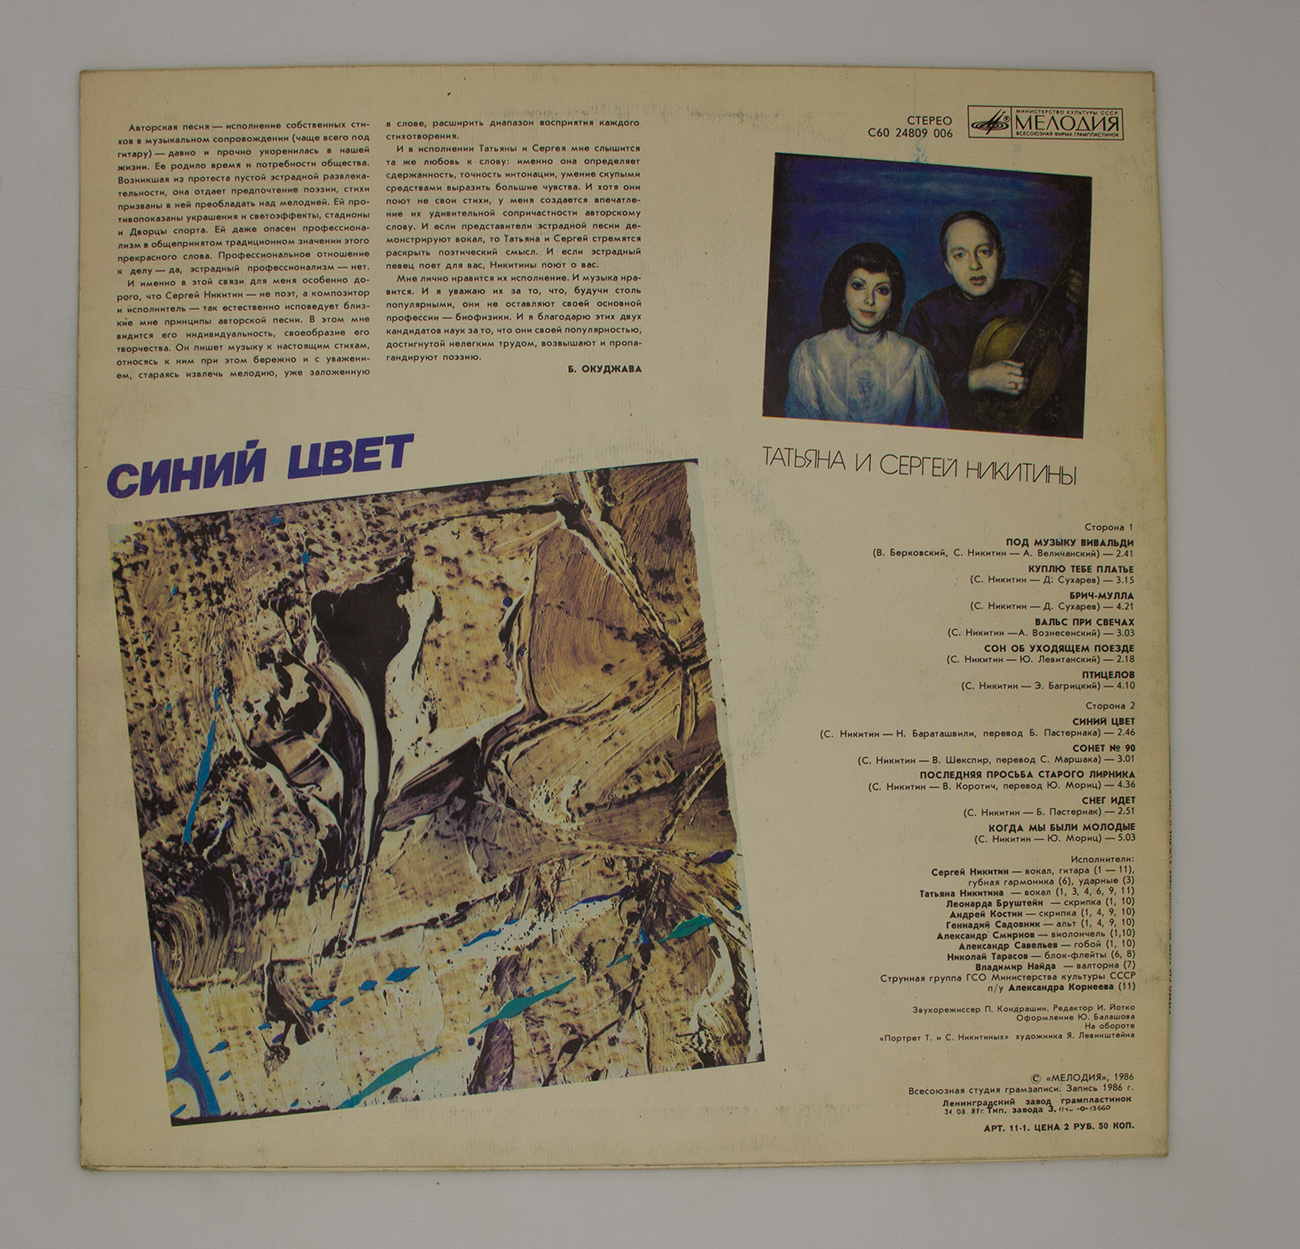 Авторская песня — исполнение собственных сти-
хов в музыкальном сопровождении (чаще всего под
гитару) — давно и прочно укоренилась в нашей
жизни. Ее родило время и потребности общества.
Возникшая из протеста пустой эстрадной развлека-
тельности, она отдает предпочтение поэзии, стихи
призваны в ней преобладать над мелодией. Ей про-
тивопоказаны украшения и светоэффекты, стадионы
и Дворцы спорта. Ей даже опасен профессиона-
лизм в общепринятом традиционном значении этого
прекрасного слова. Профессиональное отношение
к делу — да, эстрадный профессионализм — нет.
И именно в этой связи для меня особенно до-
рого, что Сергей Никитин — не поэт, а композитор
и исполнитель — так естественно исповедует близ-
кие мне принципы авторской песни. В этом мне
видится его индивидуальность, своеобразие его
творчества. Он пишет музыку к настоящим стихам,
относясь к ним при этом бережно и с уважени-
ем, стараясь извлечь мелодию, уже заложенную
в слове, расширить диапазон восприятия каждого
стихотворения.
И в исполнении Татьяны и Сергея мне слышится
та же любовь к слову: именно она определяет
сдержанность, точность интонации, умение скупыми
средствами выразить большие чувства. И хотя они
поют не свои стихи, у меня создается впечатле-
ние их удивительной сопричастности авторскому
слову. И если представители эстрадной песни де-
монстрируют вокал, то Татьяна и Сергей стремятся
раскрыть поэтический смысл. И если эстрадный
певец поет для вас, Никитины поют о вас.
Мне лично нравится их исполнение. И музыка нра-
вится. И я уважаю их за то, что, будучи столь
популярными, они не оставляют своей основной
профессии — биофизики. И я благодарю этих двух
кандидатов наук за то, что они своей популярностью,
достигнутой нелегким трудом, возвышают и пропа-
гандируют поэзию.
Б. ОКУДЖАВА
СТЕРЕО
С60 24809 006
МИНИСТЕРСТВО КУЛЬТУРЫ СССР
МЕЛОДИЯ
ВСЕСОЮЗНАЯ ФИРМА ГРАМПЛАСТИНОК
СИНИЙ ЦВЕТ
ТАТЬЯНА И СЕРГЕЙ НИКИТИНЫ
Сторона 1
ПОД МУЗЫКУ ВИВАЛЬДИ
(В. Берковский, С. Никитин — А. Величанский) — 2.41
КУПЛЮ ТЕБЕ ПЛАТЬЕ
(С. Никитин — Д. Сухарев) — 3.15
БРИЧ-МУЛЛА
(С. Никитин — Д. Сухарев) — 4.21
ВАЛЬС ПРИ СВЕЧАХ
(С. Никитин —А. Вознесенский) — 3.03
СОН ОБ УХОДЯЩЕМ ПОЕЗДЕ
(С. Никитин — Ю. Левитанский) — 2.18
ПТИЦЕЛОВ
(С. Никитин — Э. Багрицкий) — 4.10
Сторона 2
СИНИЙ ЦВЕТ
(С. Никитин — Н. Бараташвили, перевод Б. Пастернака) — 2.46
СОНЕТ № 90
(С. Никитин — В. Шекспир, перевод С. Маршака) — 3.01
ПОСЛЕДНЯЯ ПРОСЬБА СТАРОГО ЛИРНИКА
(С. Никитин — В. Коротич, перевод Ю. Мориц) — 4.36
СНЕГ ИДЕТ
(С. Никитин — Б. Пастернак) — 2.51
КОГДА МЫ БЫЛИ МОЛОДЫЕ
(С. Никитин — Ю. Мориц) — 5.03
Исполнители:
Сергей Никитин — вокал, гитара (1 — 11),
губная гармоника (6), ударные (3)
Татьяна Никитина — вокал (1, 3, 4, 6, 9, 11)
Леонарда Бруштейн — скрипка (1, 10)
Андрей Костин — скрипка (1, 4, 9, 10)
Геннадий Садовник — альт (1, 4, 9, 10)
Александр Смирнов — виолончель (1,10)
Александр Савельев — гобой (1, 10)
Николай Тарасов — блок-флейты (6, 8)
Владимир Найда — валторна (7)
Струнная группа ГСО Министерства культуры СССР
п/у Александра Корнеева (11)
Звукорежиссер П. Кондрашин. Редактор И. Йотко
Оформление Ю. Балашова
На обороте
«Портрет Т. и С. Никитиных» художника Я. Левинштейна
© «МЕЛОДИЯ», 1986
Всесоюзная студия грамзаписи. Запись 1986 г.
Ленинградский завод грампластинок
31. 08. 87г. Тип. завода З.
АРТ. 11-1. ЦЕНА 2 РУБ. 50 КОП.